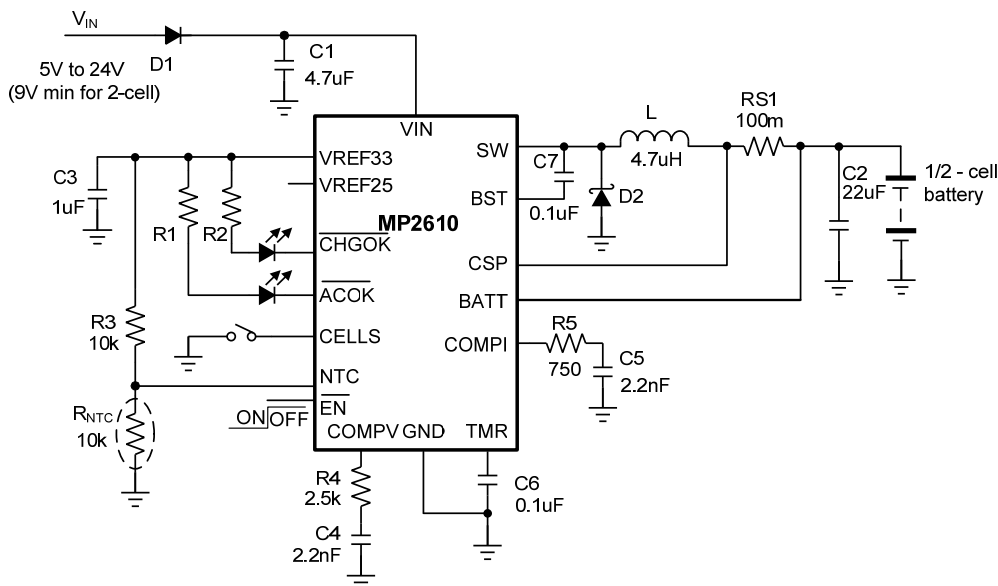 VIN
D1
5V to 24V
(9V min for 2-cell)
C1
4.7uF
VIN
VREF33
VREF25
MP2610
CHGOK
ACOK
CELLS
NTC
EN
COMPV
GND
TMR
SW
BST
CSP
BATT
COMPI
C3
1uF
R1
R2
R3
10k
RNTC
10k
ON
OFF
R4
2.5k
C4
2.2nF
C6
0.1uF
C7
0.1uF
D2
L
4.7uH
RS1
100m
C2
22uF
1/2 - cell
battery
R5
750
C5
2.2nF